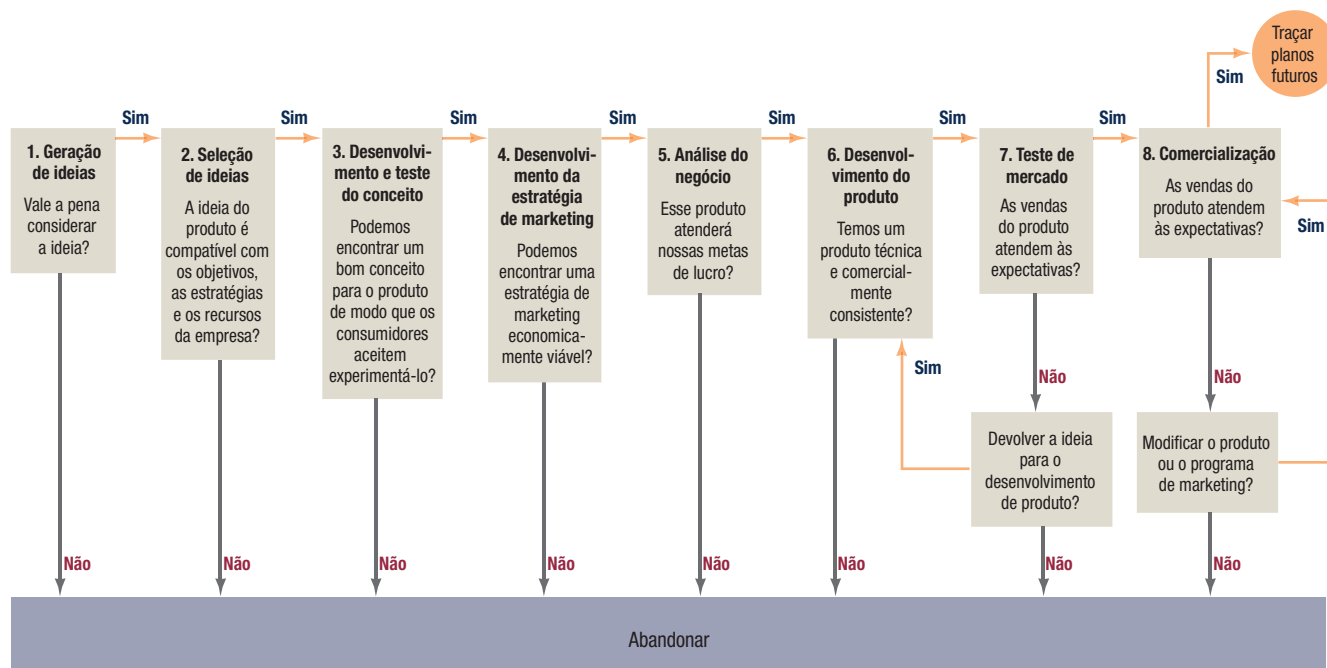 Traçar
planos
futuros
Sim
Sim
Sim
Sim
Sim
Sim
Sim
Sim
1. Geração
de ideias
Vale a pena
considerar
a ideia?
2. Seleção
de ideias
A ideia do
produto é
compatível com
os objetivos,
as estratégias
e os recursos
da empresa?
3. Desenvolvi-
mento e teste
do conceito
Podemos
encontrar um
bom conceito
para o produto
de modo que os
consumidores
aceitem
experimentá-lo?
4. Desenvolvi-
mento da
estratégia
de marketing
Podemos
encontrar uma
estratégia de
marketing
economica-
mente viável?
5. Análise do
negócio
Esse produto
atenderá
nossas metas
de lucro?
6. Desenvol-
vimento do
produto
Temos um
produto técnica
e comercial-
mente
consistente?
7. Teste de
mercado
As vendas
do produto
atendem às
expectativas?
8. Comercialização
As vendas do
produto atendem
às expectativas?
Sim
Sim
Não
Não
Devolver a ideia
para o
desenvolvimento
de produto?
Modificar o produto
ou o programa
de marketing?
Não
Não
Não
Não
Não
Não
Não
Não
Abandonar